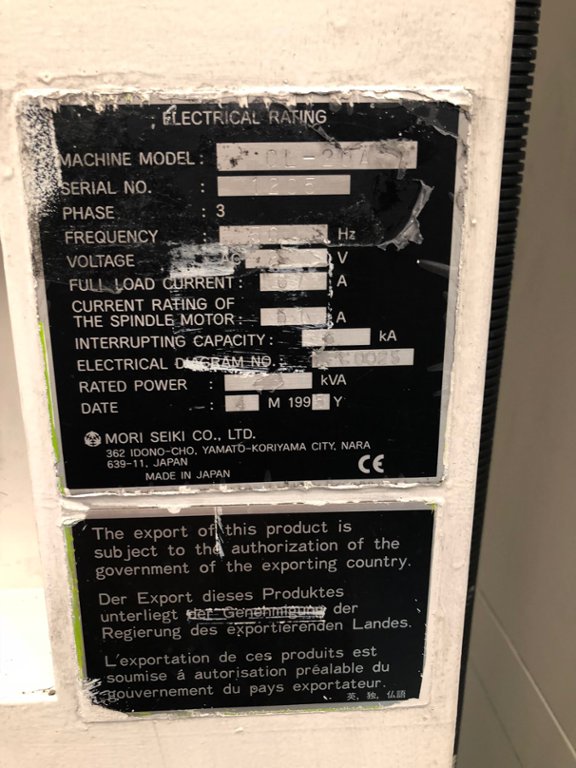 ELECTRICAL RATING
MACHINE MODEL :
SERIAL NO. :
PHASE : 3
FREQUENCY : Hz
VOLTAGE AC V
FULL LOAD CURRENT : A
CURRENT RATING OF
THE SPINDLE MOTOR : A
INTERRUPTING CAPACITY : kA
ELECTRICAL DIAGRAM NO. :
RATED POWER : kVA
DATE : 4 M 199 Y
MORI SEIKI CO., LTD.
362 IDONO-CHO, YAMATO-KORIYAMA CITY, NARA
639-11, JAPAN
MADE IN JAPAN
CE
The export of this product is
subject to the authorization of the
government of the exporting country.
Der Export dieses Produktes
unterliegt der Genehmigung der
Regierung des exportierenden Landes.
L'exportation de ces produits est
soumise á autorisation préalable du
gouvernement du pays exportateur.
英, 独, 仏語